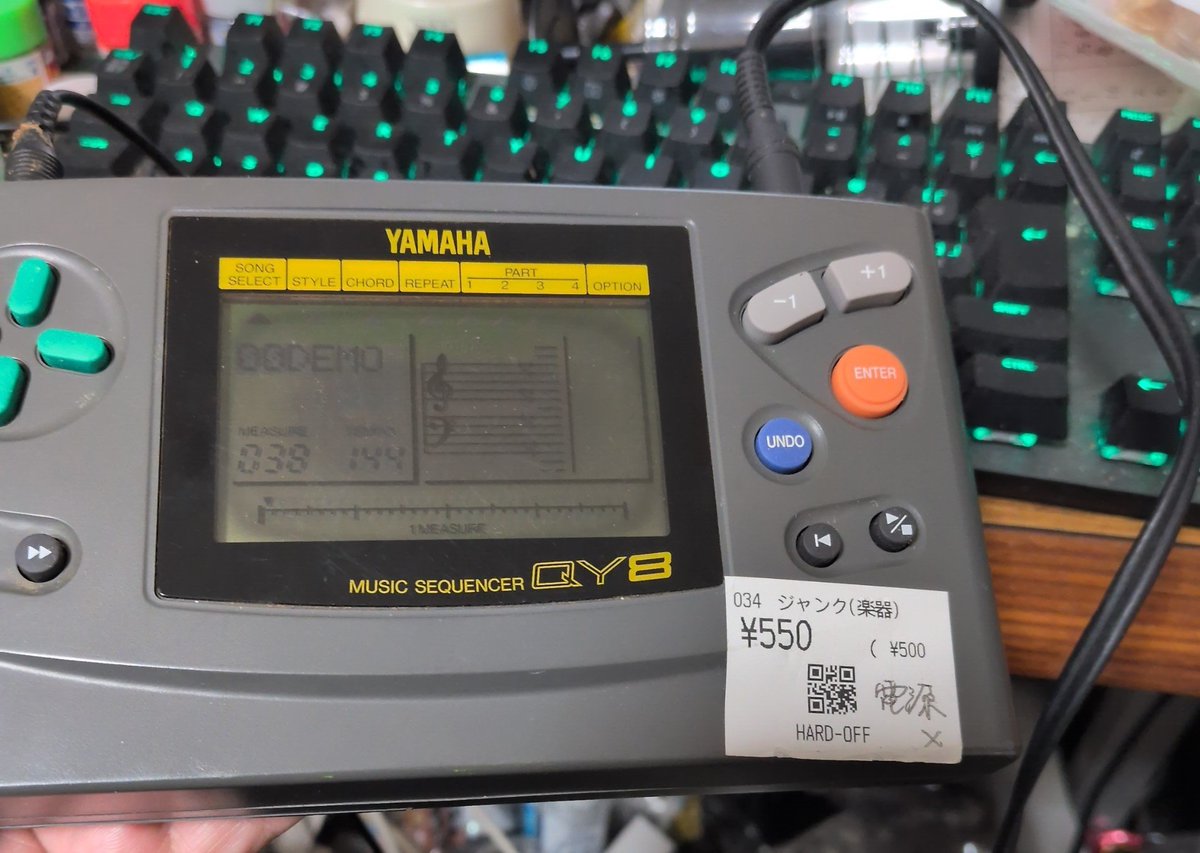 YAMAHA
SONG SELECT STYLE CHORD REPEAT PART 1 2 3 4 OPTION
00DEMO
MEASURE
038 144
1 MEASURE
MUSIC SEQUENCER QY8
-1 +1
ENTER
UNDO
034 ジャンク(楽器)
¥550 ( ¥500
電源
HARD-OFF ×